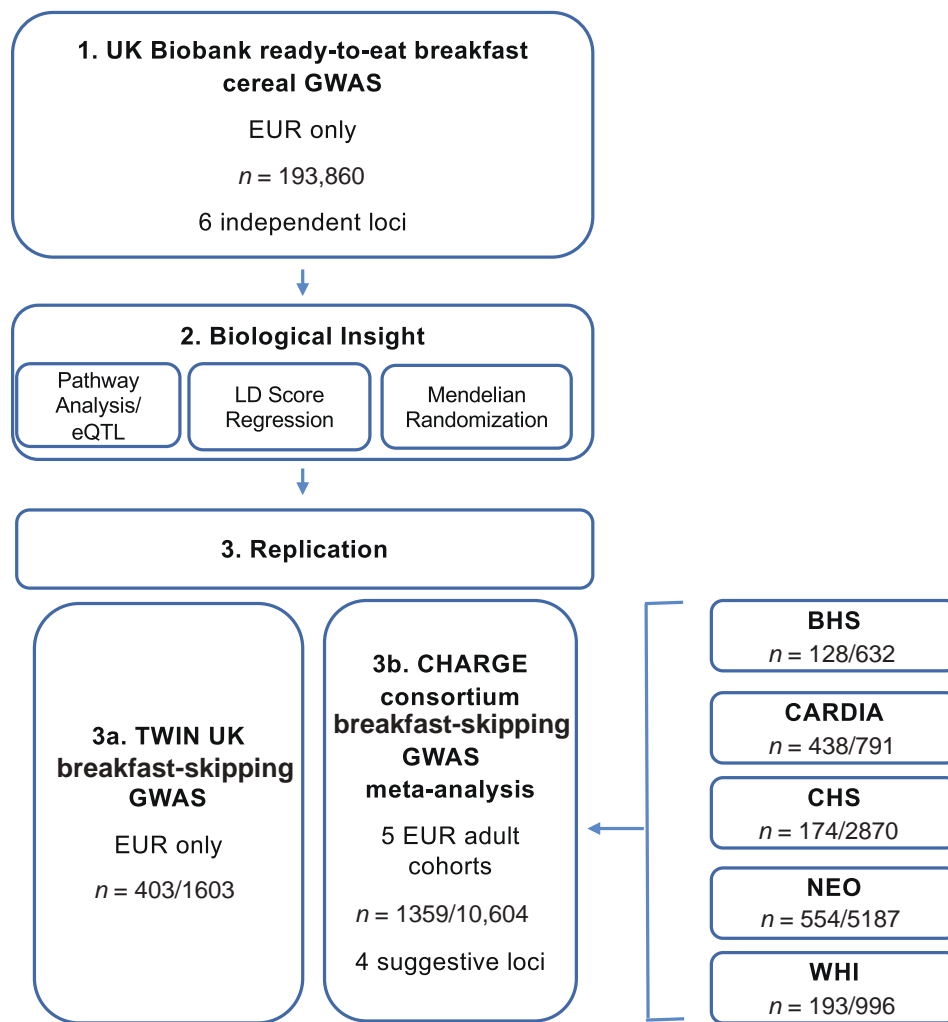 1. UK Biobank ready-to-eat breakfast
cereal GWAS
EUR only
n = 193,860
6 independent loci
2. Biological Insight
Pathway
Analysis/
eQTL
LD Score
Regression
Mendelian
Randomization
3. Replication
3a. TWIN UK
breakfast-skipping
GWAS
EUR only
n = 403/1603
3b. CHARGE
consortium
breakfast-skipping
GWAS
meta-analysis
5 EUR adult
cohorts
n = 1359/10,604
4 suggestive loci
BHS
n = 128/632
CARDIA
n = 438/791
CHS
n = 174/2870
NEO
n = 554/5187
WHI
n = 193/996